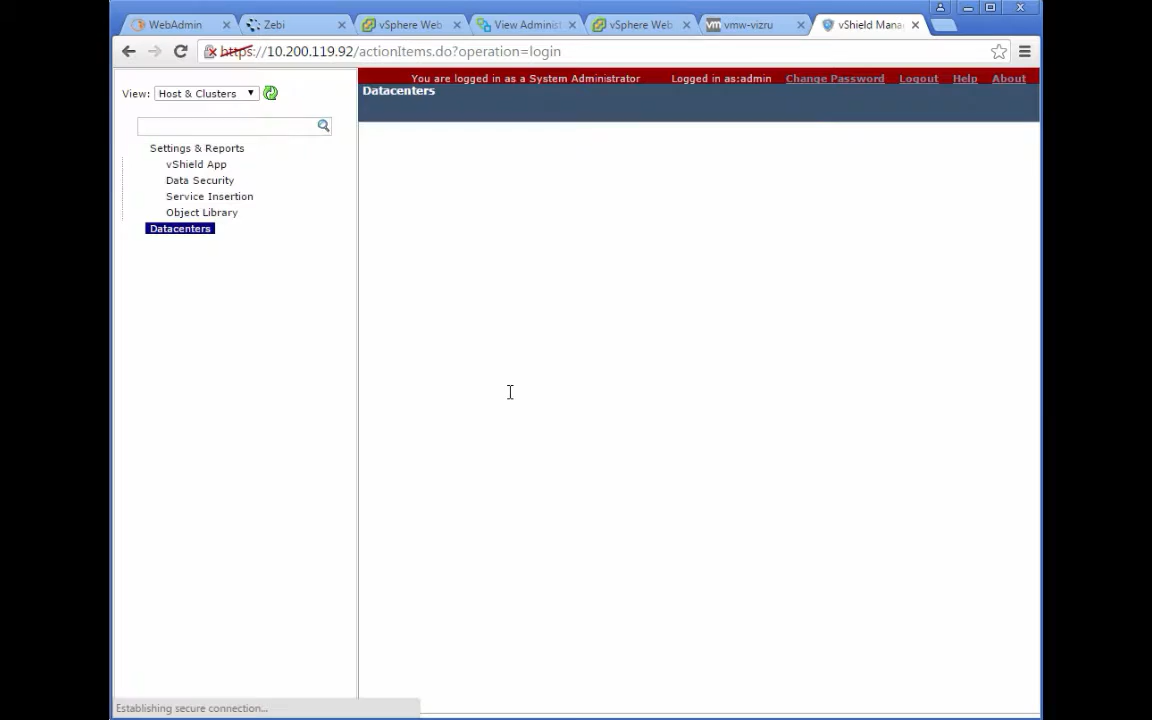 WebAdmin
Zebi
vSphere Web
View Administ
vSphere Web
vmw-vizru
vShield Mana
https://10.200.119.92/actionItems.do?operation=login
You are logged in as a System Administrator
Logged in as:admin
Change Password
Logout
Help
About
View: Host & Clusters
Datacenters
Settings & Reports
vShield App
Data Security
Service Insertion
Object Library
Datacenters
Establishing secure connection...